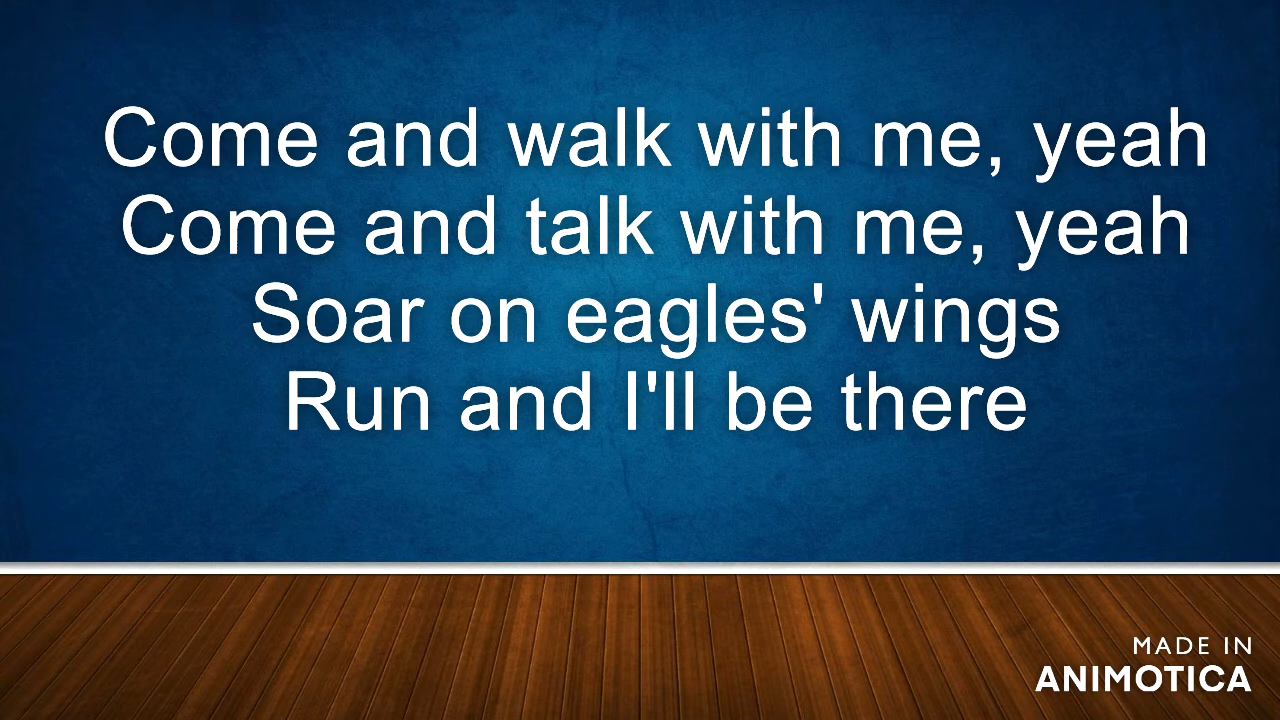 Come and walk with me, yeah
Come and talk with me, yeah
Soar on eagles' wings
Run and I'll be there
MADE IN
ANIMOTICA